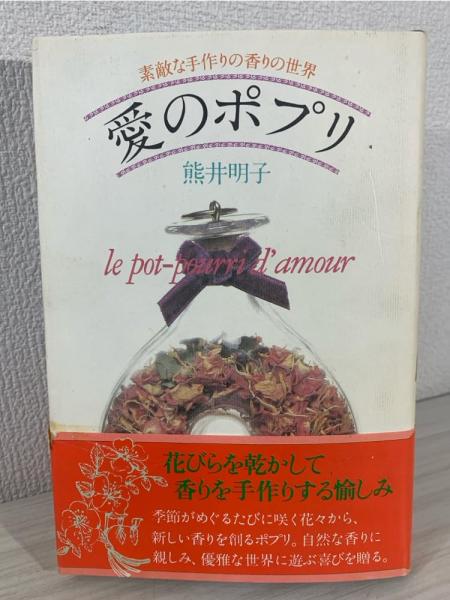 素敵な手作りの香りの世界
愛のポプリ
熊井明子
le pot-pourri d'amour
花びらを乾かして
香りを手作りする愉しみ
季節がめぐるたびに咲く花々から、
新しい香りを創るポプリ。自然な香りに
親しみ、優雅な世界に遊ぶ喜びを贈る。